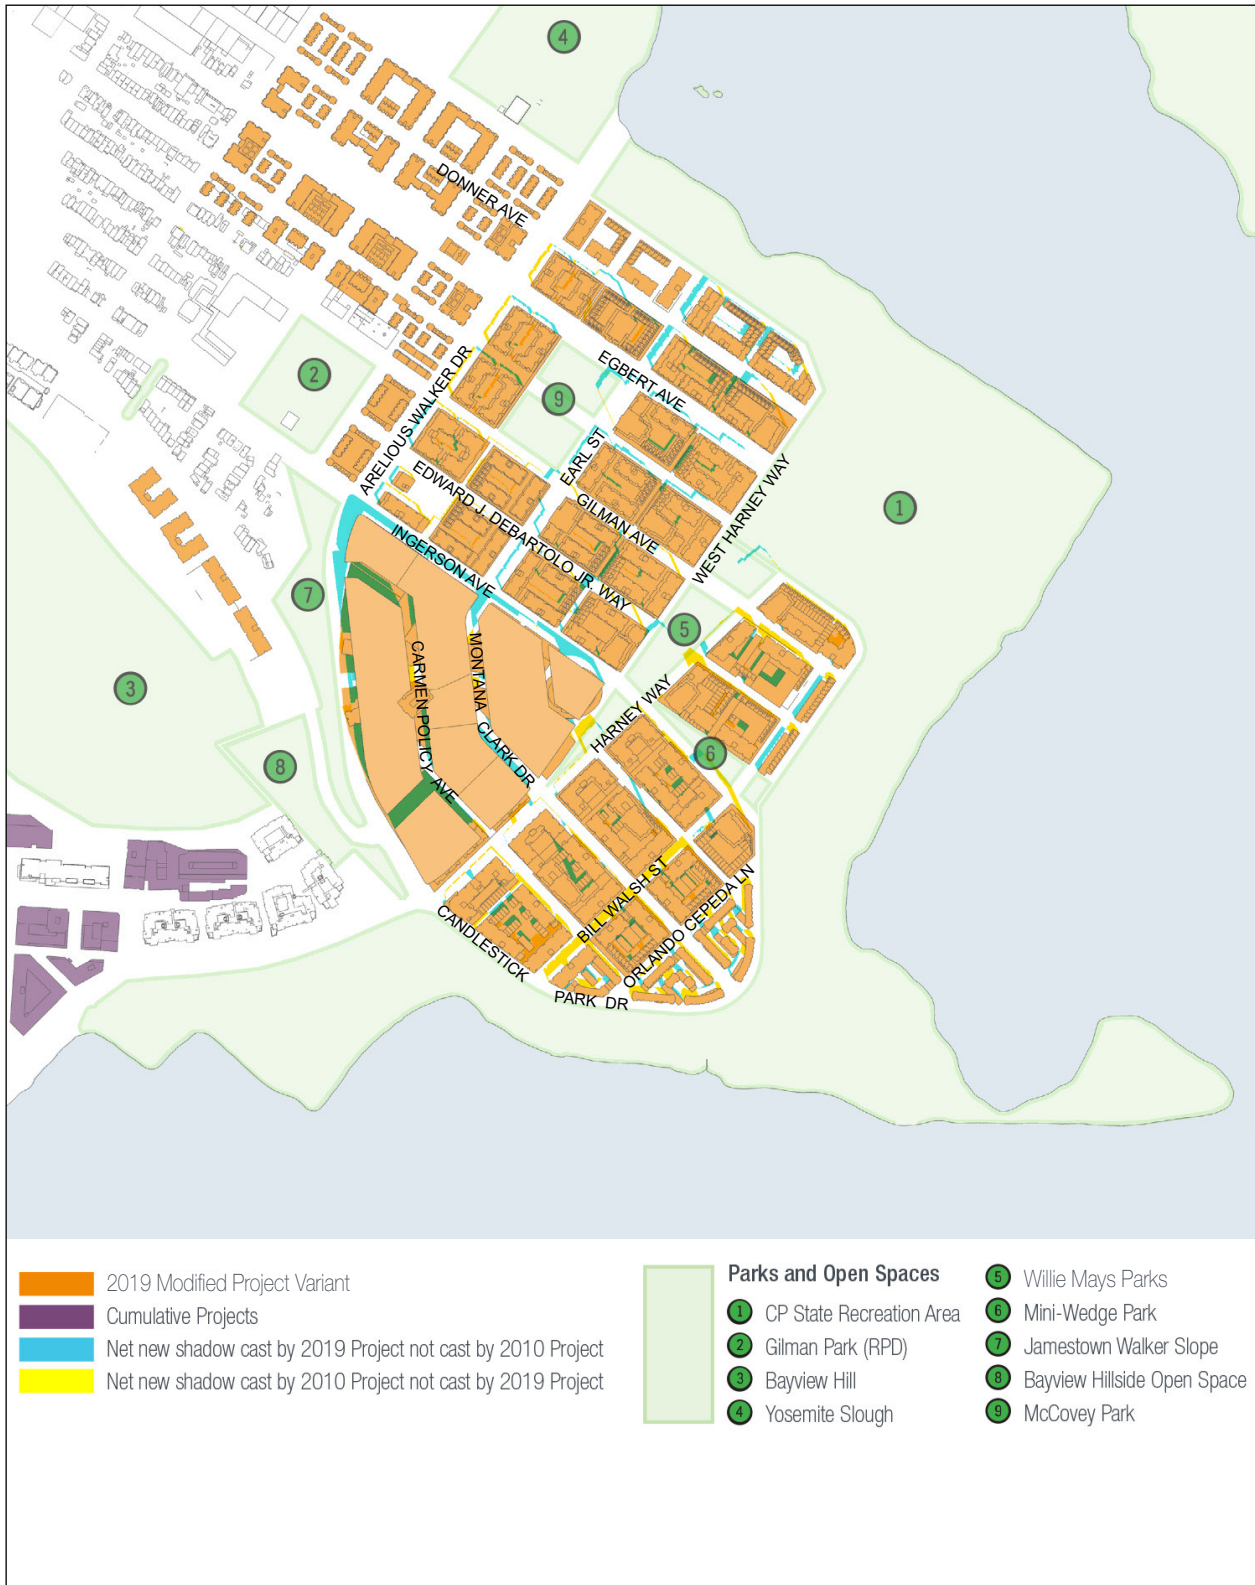 4
DONNER AVE
2
9
EGBERT AVE
ARELIOUS WALKER DR
EARL ST
EDWARD J. DEBARTOLO JR. WAY
GILMAN AVE
WEST HARNEY WAY
1
INGERSON AVE
7
5
3
MONTANA
CARMEN POLICY AVE
HARNEY WAY
CLARK DR
6
8
BILL WALSH ST
ORLANDO CEPEDA LN
CANDLESTICK
PARK DR
2019 Modified Project Variant
Cumulative Projects
Net new shadow cast by 2019 Project not cast by 2010 Project
Net new shadow cast by 2010 Project not cast by 2019 Project
Parks and Open Spaces
1 CP State Recreation Area
2 Gilman Park (RPD)
3 Bayview Hill
4 Yosemite Slough
5 Willie Mays Parks
6 Mini-Wedge Park
7 Jamestown Walker Slope
8 Bayview Hillside Open Space
9 McCovey Park